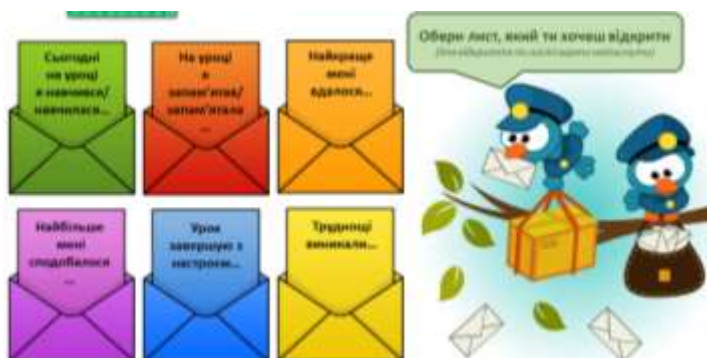 Сьогодні
на уроці
я навчився/
навчилася...
На уроці
я
запам'ятав/
запам'ятала
...
Найкраще
мені
вдалося...
Обери лист, який ти хочеш відкрити
Найбільше
мені
сподобалося
...
Урок
завершую з
настроєм...
Труднощі
виникали...